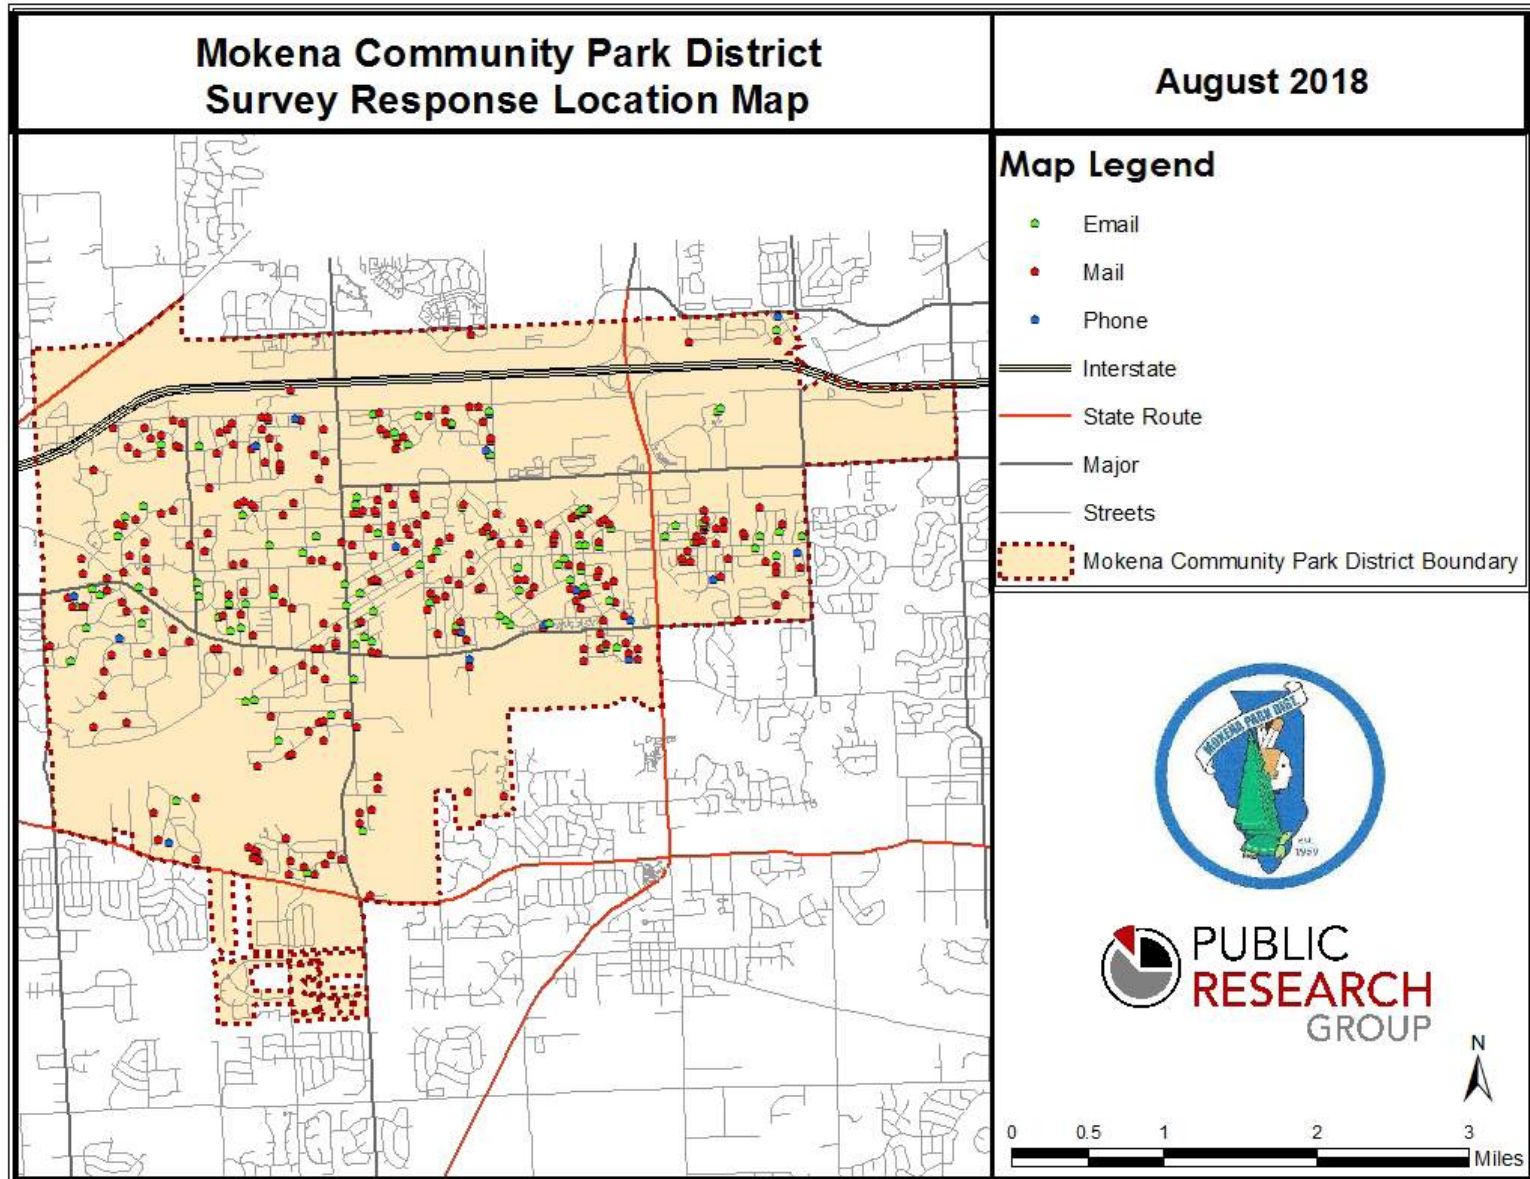 Mokena Community Park District
Survey Response Location Map
August 2018
Map Legend
Email
Mail
Phone
Interstate
State Route
Major
Streets
Mokena Community Park District Boundary
MOKENA PARK DIST.
EST.
1959
PUBLIC
RESEARCH
GROUP
N
0 0.5 1 2 3
Miles